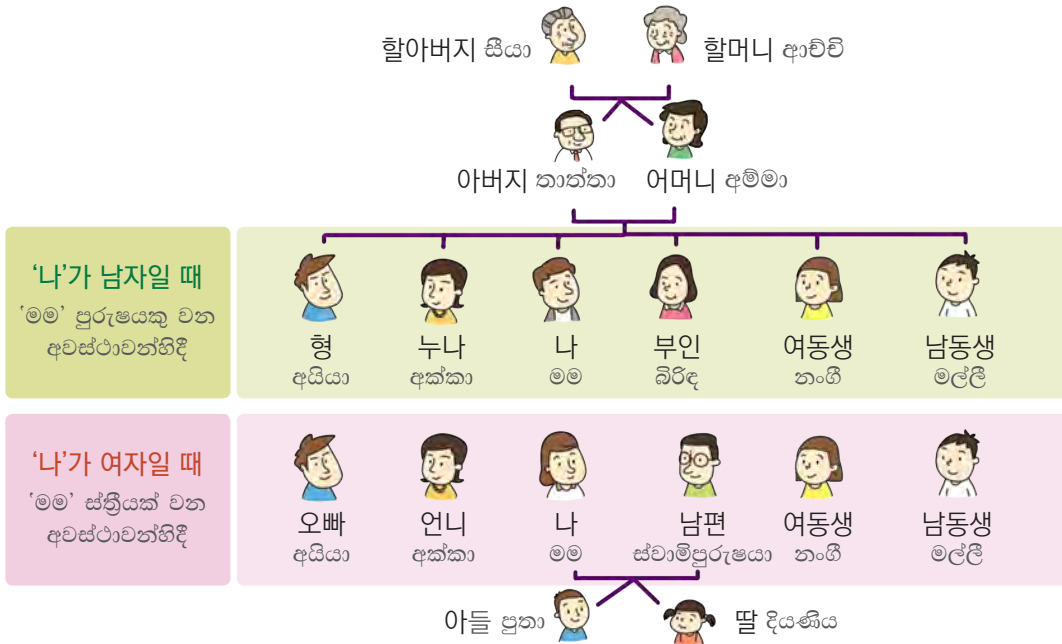 할아버지 සීයා 할머니 ආච්චි
아버지 තාත්තා 어머니 අම්මා
‘나’가 남자일 때
‘මම’ පුරුෂයකු වන
අවස්ථාවන්හිදී
형 누나 나 부인 여동생 남동생
අයියා අක්කා මම බිරිඳ නංගී මල්ලී
‘나’가 여자일 때
‘මම’ ස්ත්‍රීයක් වන
අවස්ථාවන්හිදී
오빠 언니 나 남편 여동생 남동생
අයියා අක්කා මම ස්වාමිපුරුෂයා නංගී මල්ලී
아들 පුතා 딸 දියණිය